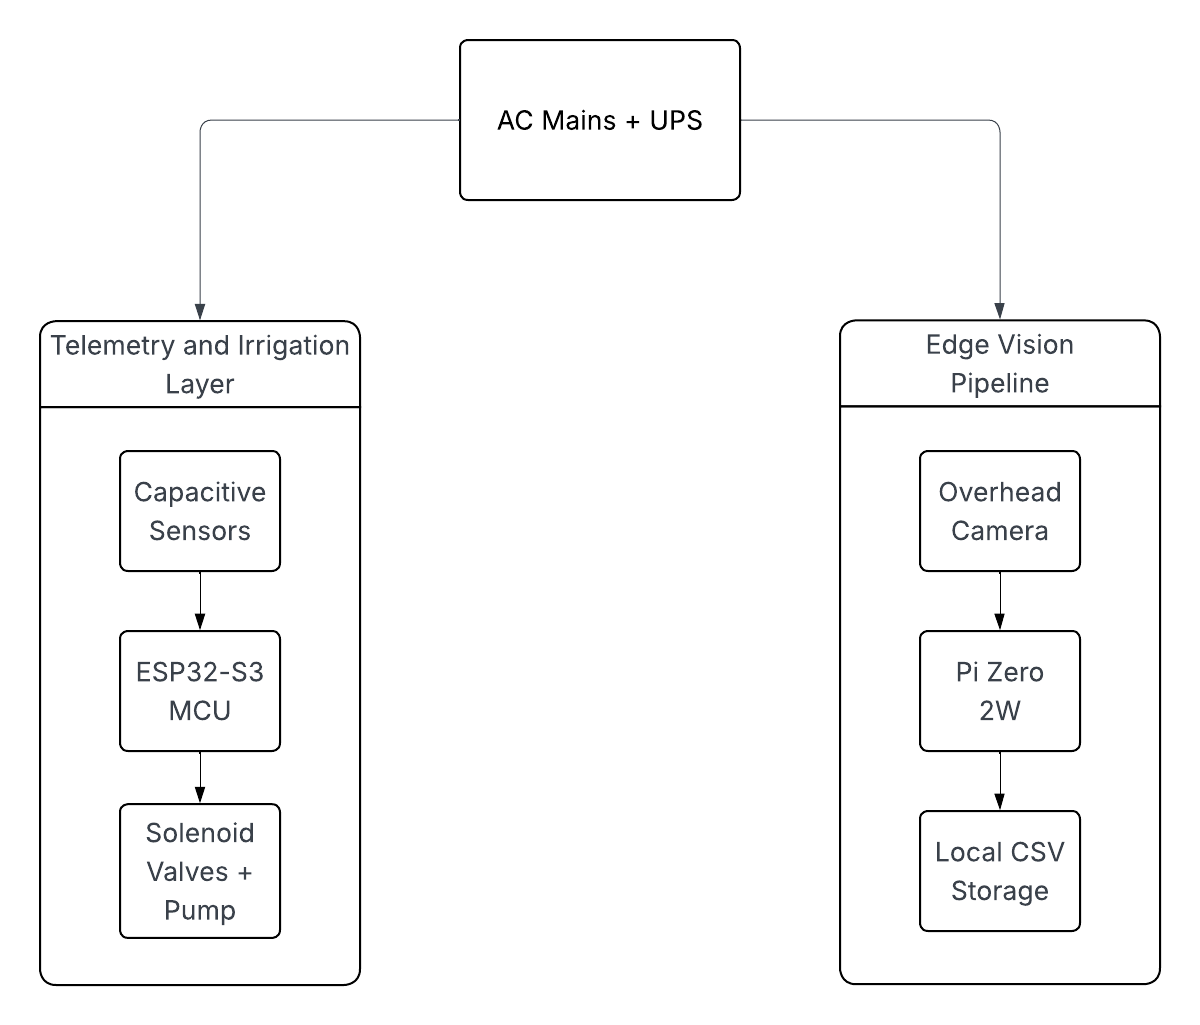 AC Mains + UPS
Telemetry and Irrigation
Layer
Capacitive
Sensors
ESP32-S3
MCU
Solenoid
Valves +
Pump
Edge Vision
Pipeline
Overhead
Camera
Pi Zero
2W
Local CSV
Storage